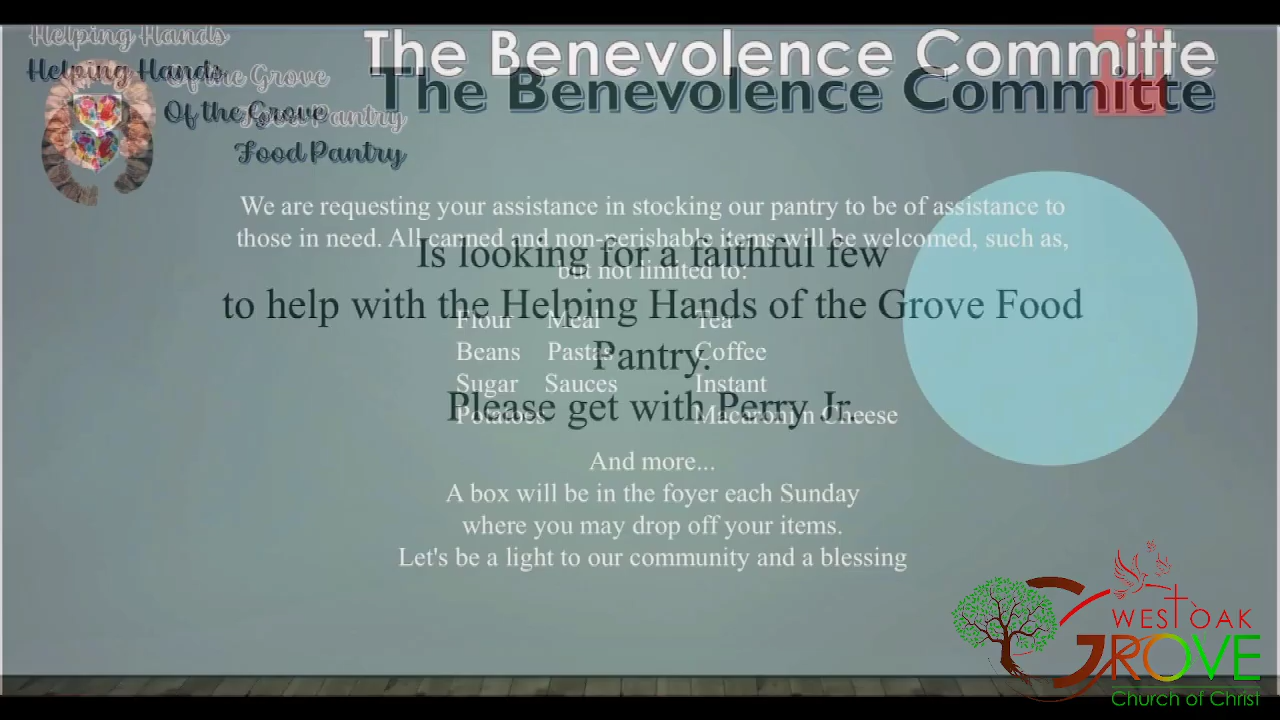 Helping Hands
Of the Grove
Food Pantry
The Benevolence Committe
Helping Hands
Of the Grove
Food Pantry
The Benevolence Committe
We are requesting your assistance in stocking our pantry to be of assistance to
those in need. All canned and non-perishable items will be welcomed, such as,
but not limited to:
Flour Meal Tea
Beans Pastas Coffee
Sugar Sauces Instant
Potatoes Macaroni n Cheese
And more...
A box will be in the foyer each Sunday
where you may drop off your items.
Let's be a light to our community and a blessing
Is looking for a faithful few
to help with the Helping Hands of the Grove Food
Pantry.
Please get with Perry Jr.
WEST OAK
GROVE
Church of Christ